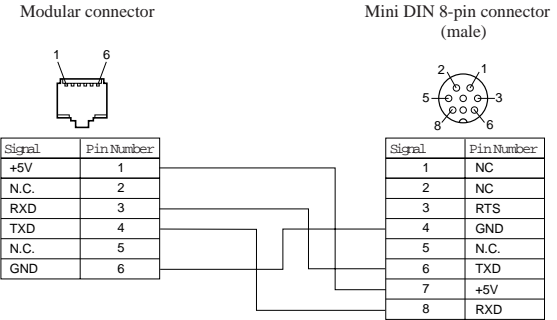 Modular connector
Mini DIN 8-pin connector
(male)
1 6
2 1
5 3
8 6
Signal Pin Number
+5V 1
N.C. 2
RXD 3
TXD 4
N.C. 5
GND 6
Signal Pin Number
1 NC
2 NC
3 RTS
4 GND
5 N.C.
6 TXD
7 +5V
8 RXD